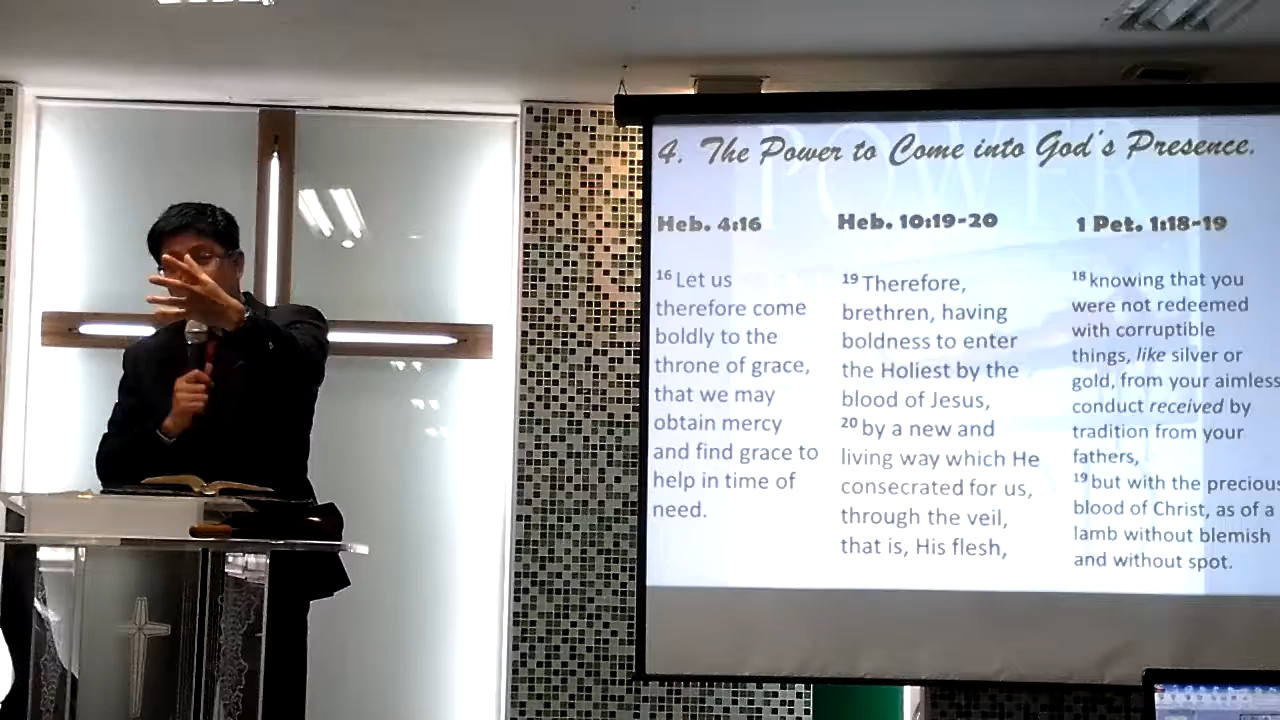 4. The Power to Come into God's Presence.
POWER
Heb. 4:16
16 Let us
therefore come
boldly to the
throne of grace,
that we may
obtain mercy
and find grace to
help in time of
need.
Heb. 10:19-20
19 Therefore,
brethren, having
boldness to enter
the Holiest by the
blood of Jesus,
20 by a new and
living way which He
consecrated for us,
through the veil,
that is, His flesh,
1 Pet. 1:18-19
18 knowing that you
were not redeemed
with corruptible
things, like silver or
gold, from your aimless
conduct received by
tradition from your
fathers,
19 but with the precious
blood of Christ, as of a
lamb without blemish
and without spot.